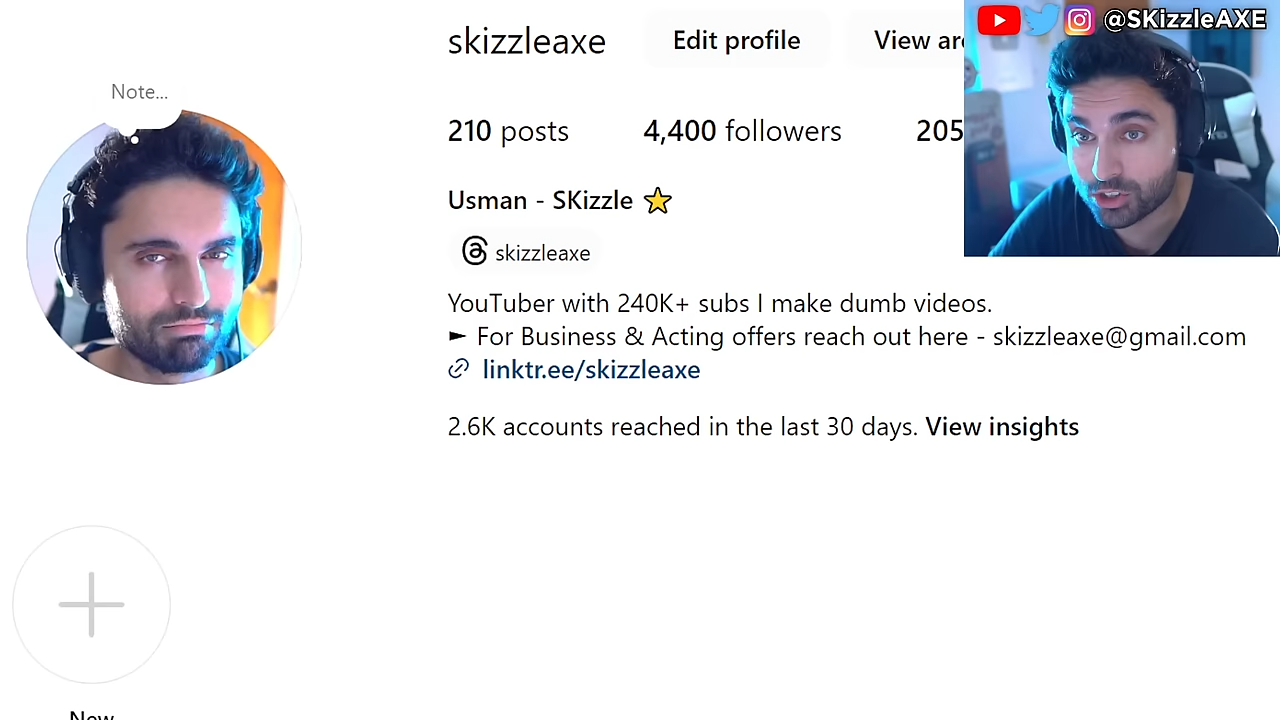 @SKizzleAXE
skizzleaxe
Edit profile
View
Note...
210 posts
4,400 followers
205
Usman - SKizzle ⭐
skizzleaxe
YouTuber with 240K+ subs I make dumb videos.
► For Business & Acting offers reach out here - skizzleaxe@gmail.com
linktr.ee/skizzleaxe
2.6K accounts reached in the last 30 days. View insights
New